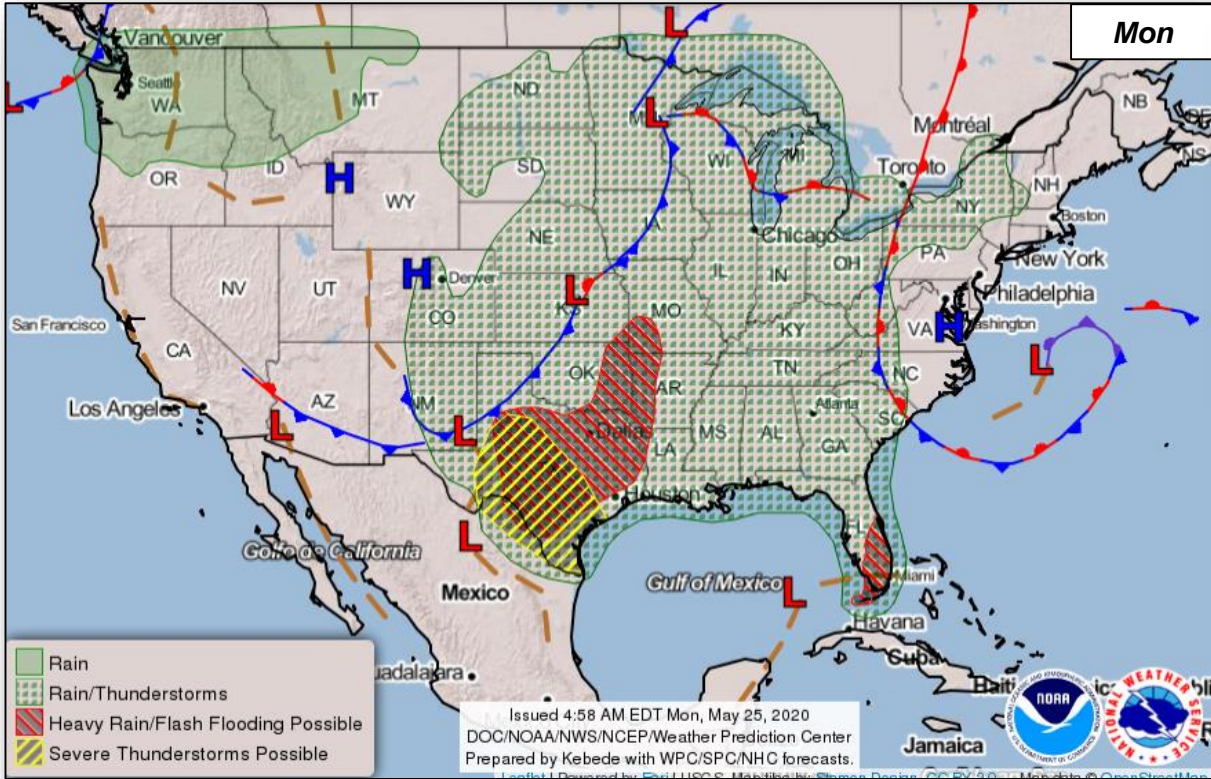 Mon
Vancouver
Seattle
WA
MT
ND
OR
ID
SD
WY
WI
MI
Montréal
Toronto
NB
NS
NH
NY
Boston
NE
IA
Chicago
PA
New York
Philadelphia
NV
UT
Denver
CO
KS
MO
IL
IN
OH
KY
VA
San Francisco
CA
Los Angeles
AZ
NM
OK
AR
TN
NC
SC
Atlanta
MS
AL
GA
LA
Houston
FL
Miami
Golfo de California
Mexico
Gulf of Mexico
Havana
Cuba
Jamaica
H
H
H
L
L
L
L
L
L
L
L
L
Rain
Rain/Thunderstorms
Heavy Rain/Flash Flooding Possible
Severe Thunderstorms Possible
Issued 4:58 AM EDT Mon, May 25, 2020
DOC/NOAA/NWS/NCEP/Weather Prediction Center
Prepared by Kebede with WPC/SPC/NHC forecasts.
NOAA
NATIONAL WEATHER SERVICE